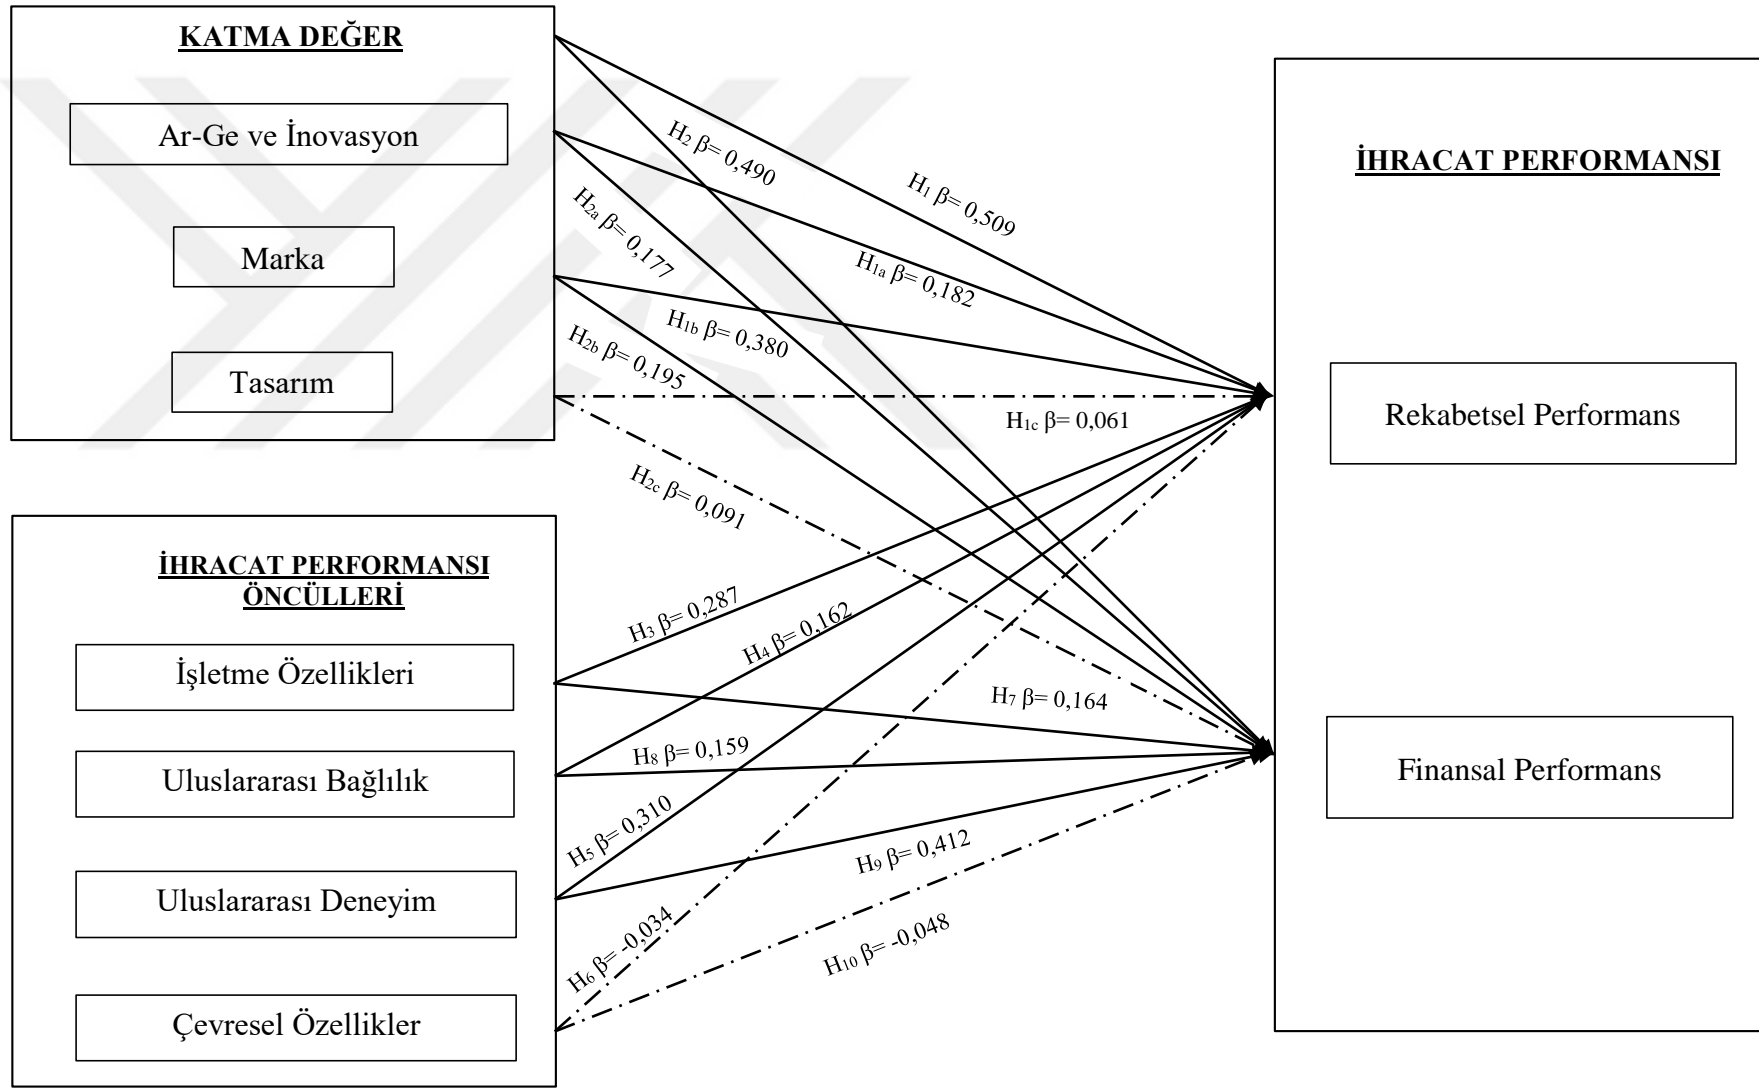 KATMA DEĞER
Ar-Ge ve İnovasyon
Marka
Tasarım
İHRACAT PERFORMANSI
ÖNCÜLLERİ
İşletme Özellikleri
Uluslararası Bağlılık
Uluslararası Deneyim
Çevresel Özellikler
H2 β= 0,490
H1 β= 0,509
H2a β= 0,177
H1a β= 0,182
H1b β= 0,380
H2b β= 0,195
H1c β= 0,061
H2c β= 0,091
H3 β= 0,287
H4 β= 0,162
H7 β= 0,164
H8 β= 0,159
H5 β= 0,310
H9 β= 0,412
H6 β= -0,034
H10 β= -0,048
İHRACAT PERFORMANSI
Rekabetsel Performans
Finansal Performans